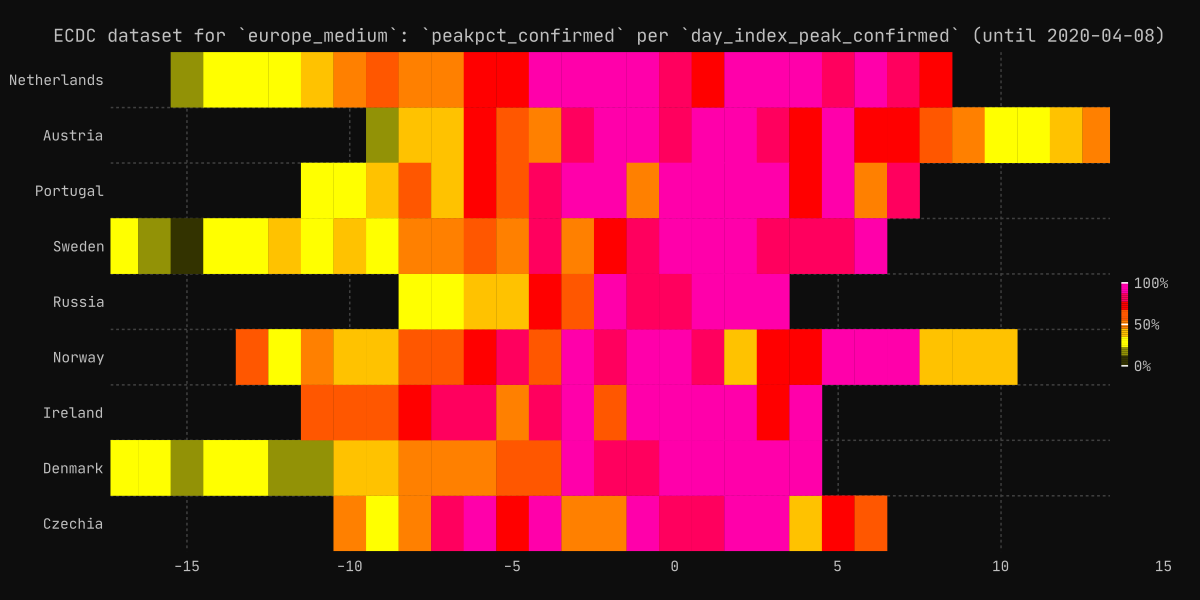 ECDC dataset for `europe_medium`: `peakpct_confirmed` per `day_index_peak_confirmed` (until 2020-04-08)
Netherlands
Austria
Portugal
Sweden
Russia
Norway
Ireland
Denmark
Czechia
100%
50%
0%
-15
-10
-5
0
5
10
15